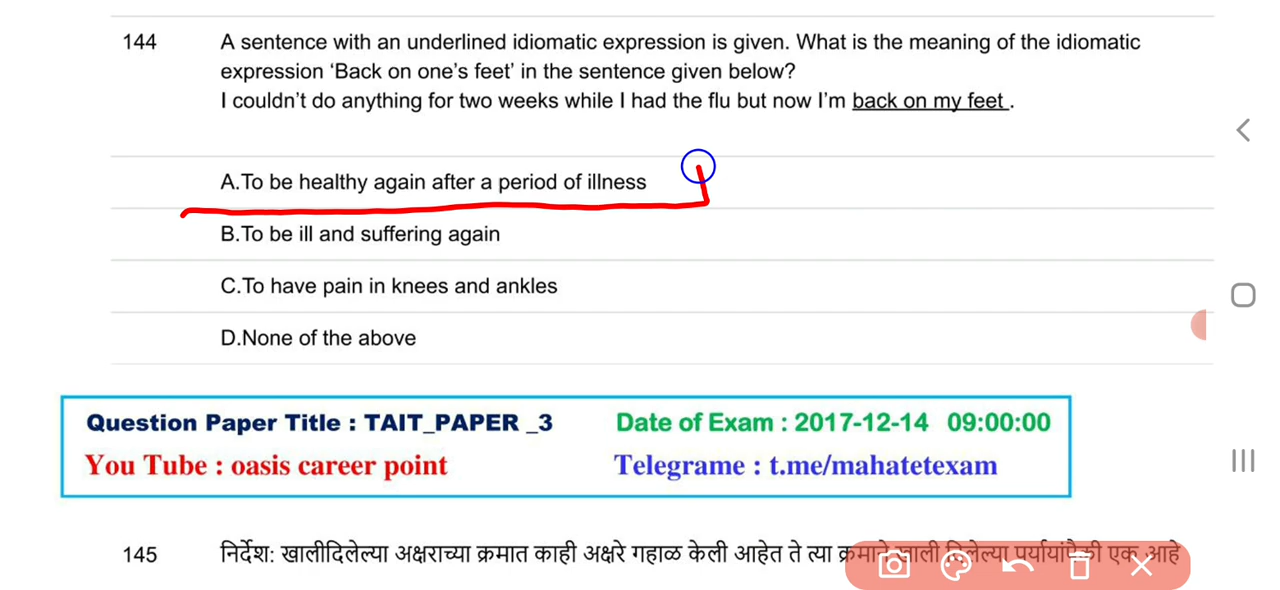 144 A sentence with an underlined idiomatic expression is given. What is the meaning of the idiomatic
expression ‘Back on one’s feet’ in the sentence given below?
I couldn’t do anything for two weeks while I had the flu but now I’m back on my feet .
A.To be healthy again after a period of illness
B.To be ill and suffering again
C.To have pain in knees and ankles
D.None of the above
Question Paper Title : TAIT_PAPER _3 Date of Exam : 2017-12-14 09:00:00
You Tube : oasis career point Telegrame : t.me/mahatetexam
145 निर्देश: खालीदिलेल्या अक्षराच्या क्रमात काही अक्षरे गहाळ केली आहेत ते त्या क्रमाने खाली दिलेल्या पर्यायांपैकी एक आहे